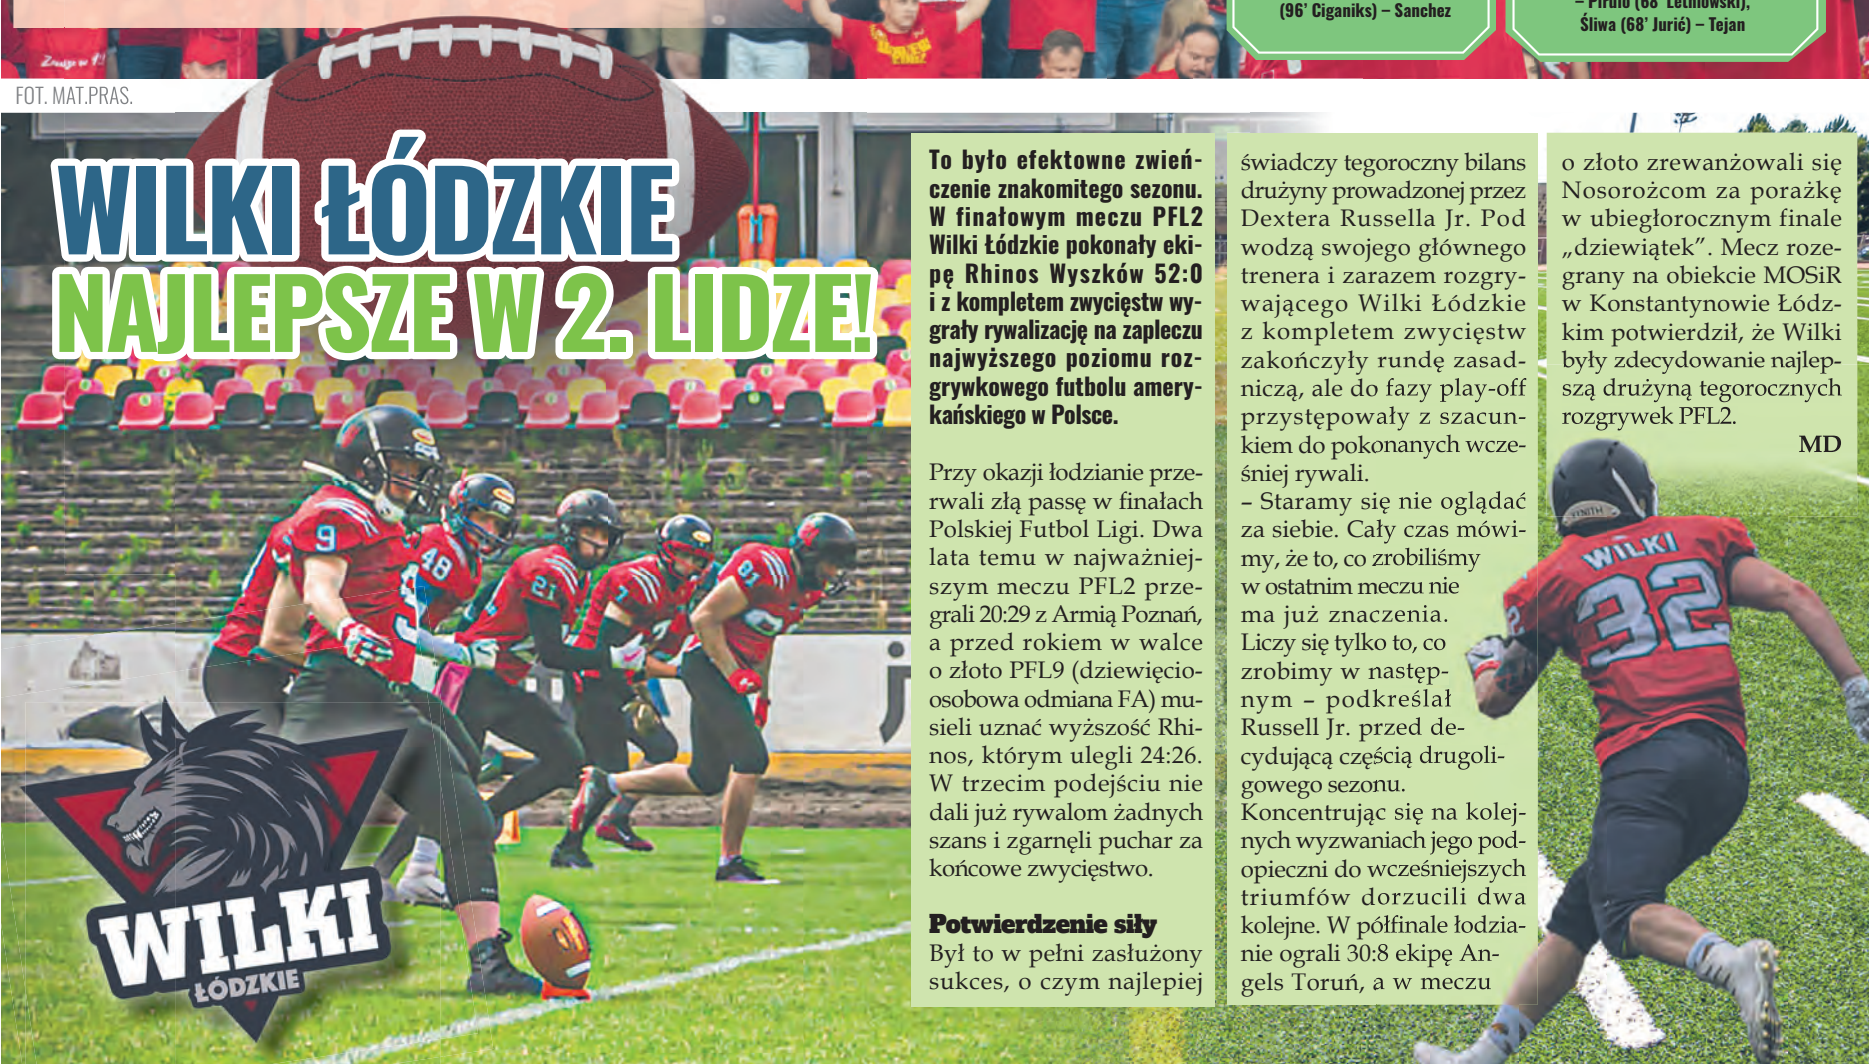 (96' Ciganiks) – Sanchez
– Pirulo (68' Letniowski),
Śliwa (68' Jurić) – Tejan
FOT. MAT.PRAS.
WILKI ŁÓDZKIE
NAJLEPSZE W 2. LIDZE!
To było efektowne zwień-
czenie znakomitego sezonu.
W finałowym meczu PFL2
Wilki Łódzkie pokonały eki-
pę Rhinos Wyszków 52:0
i z kompletem zwycięstw wy-
grały rywalizację na zapleczu
najwyższego poziomu roz-
grywkowego futbolu amery-
kańskiego w Polsce.
Przy okazji łodzianie prze-
rwali złą passę w finałach
Polskiej Futbol Ligi. Dwa
lata temu w najważniej-
szym meczu PFL2 prze-
grali 20:29 z Armią Poznań,
a przed rokiem w walce
o złoto PFL9 (dziewięcio-
osobowa odmiana FA) mu-
sieli uznać wyższość Rhi-
nos, którym ulegli 24:26.
W trzecim podejściu nie
dali już rywalom żadnych
szans i zgarnęli puchar za
końcowe zwycięstwo.
Potwierdzenie siły
Był to w pełni zasłużony
sukces, o czym najlepiej
świadczy tegoroczny bilans
drużyny prowadzonej przez
Dextera Russella Jr. Pod
wodzą swojego głównego
trenera i zarazem rozgry-
wającego Wilki Łódzkie
z kompletem zwycięstw
zakończyły rundę zasad-
niczą, ale do fazy play-off
przystępowały z szacun-
kiem do pokonanych wcze-
śniej rywali.
– Staramy się nie oglądać
za siebie. Cały czas mówi-
my, że to, co zrobiliśmy
w ostatnim meczu nie
ma już znaczenia.
Liczy się tylko to, co
zrobimy w następ-
nym – podkreślał
Russell Jr. przed de-
cydującą częścią drugoli-
gowego sezonu.
Koncentrując się na kolej-
nych wyzwaniach jego pod-
opieczni do wcześniejszych
triumfów dorzucili dwa
kolejne. W półfinale łodzia-
nie ograli 30:8 ekipę An-
gels Toruń, a w meczu
o złoto zrewanżowali się
Nosorożcom za porażkę
w ubiegłorocznym finale
„dziewiątek”. Mecz roze-
grany na obiekcie MOSiR
w Konstantynowie Łódz-
kim potwierdził, że Wilki
były zdecydowanie najlep-
szą drużyną tegorocznych
rozgrywek PFL2.
MD
9
48
21
7
81
XENITH
WILKI
32
WILKI
ŁÓDZKIE